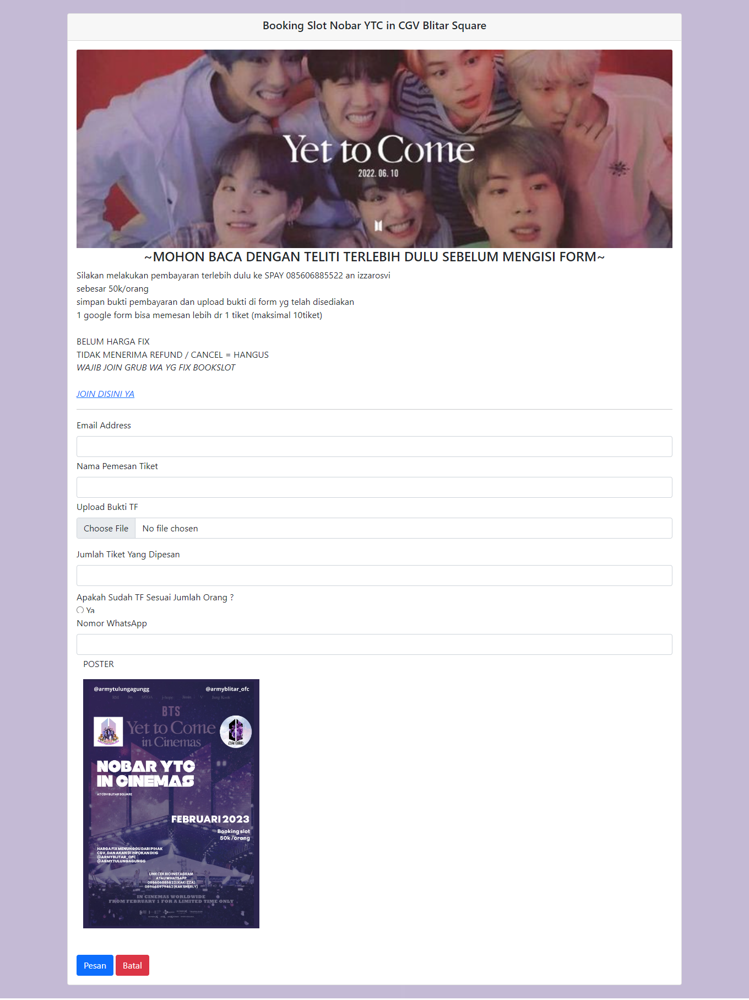 Booking Slot Nobar YTC in CGV Blitar Square
Yet to Come
2022. 06. 10
~MOHON BACA DENGAN TELITI TERLEBIH DULU SEBELUM MENGISI FORM~
Silakan melakukan pembayaran terlebih dulu ke SPAY 085606885522 an izzarosvi
sebesar 50k/orang
simpan bukti pembayaran dan upload bukti di form yg telah disediakan
1 google form bisa memesan lebih dr 1 tiket (maksimal 10tiket)
BELUM HARGA FIX
TIDAK MENERIMA REFUND / CANCEL = HANGUS
WAJIB JOIN GRUB WA YG FIX BOOKSLOT
JOIN DISINI YA
Email Address
Nama Pemesan Tiket
Upload Bukti TF
Choose File No file chosen
Jumlah Tiket Yang Dipesan
Apakah Sudah TF Sesuai Jumlah Orang ?
Ya
Nomor WhatsApp
POSTER
@armytulungagungg @armyblitar_ofc
RM Jin SUGA j-hope Jimin V Jung Kook
BTS
Yet to Come
in Cinemas
NOBAR YTC
IN CINEMAS
AT CGV BLITAR SQUARE
FEBRUARI 2023
Booking slot
50k /orang
HARGA FIX MENUNGGU DARI PIHAK
CGV, DAN AKAN DI INFOKAN DI IG
@ARMYBLITAR_OFC
@ARMYTULUNGAGUNGG
LINK CEK BIO INSTAGRAM
ATAU WHATSAPP
085606885522 (KAK IZZA)
089665979462 (KAK SHERLY)
IN CINEMAS WORLDWIDE
FROM FEBRUARY 1 FOR A LIMITED TIME ONLY
Pesan Batal